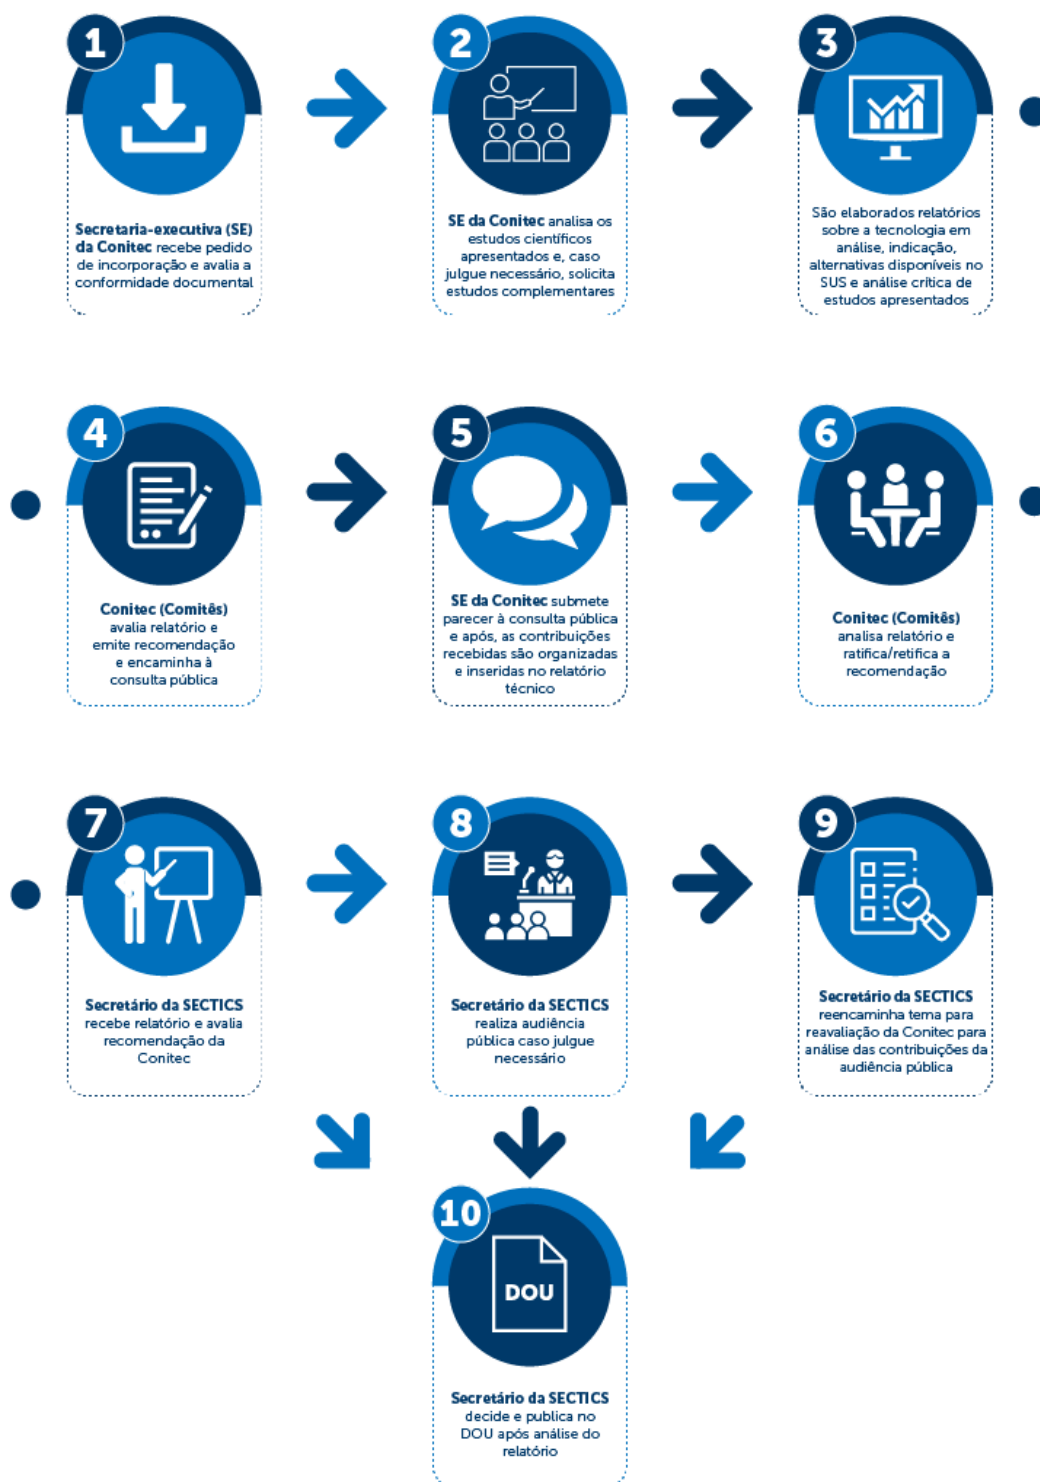 1
Secretaria-executiva (SE)
da Conitec recebe pedido
de incorporação e avalia a
conformidade documental
2
SE da Conitec analisa os
estudos científicos
apresentados e, caso
julgue necessário, solicita
estudos complementares
3
São elaborados relatórios
sobre a tecnologia em
análise, indicação,
alternativas disponíveis no
SUS e análise crítica de
estudos apresentados
4
Conitec (Comitês)
avalia relatório e
emite recomendação
e encaminha à
consulta pública
5
SE da Conitec submete
parecer à consulta pública
e após, as contribuições
recebidas são organizadas
e inseridas no relatório
técnico
6
Conitec (Comitês)
analisa relatório e
ratifica/retifica a
recomendação
7
Secretário da SECTICS
recebe relatório e avalia
recomendação da
Conitec
8
Secretário da SECTICS
realiza audiência
pública caso julgue
necessário
9
Secretário da SECTICS
reencaminha tema para
reavaliação da Conitec para
análise das contribuições da
audiência pública
10
DOU
Secretário da SECTICS
decide e publica no
DOU após análise do
relatório